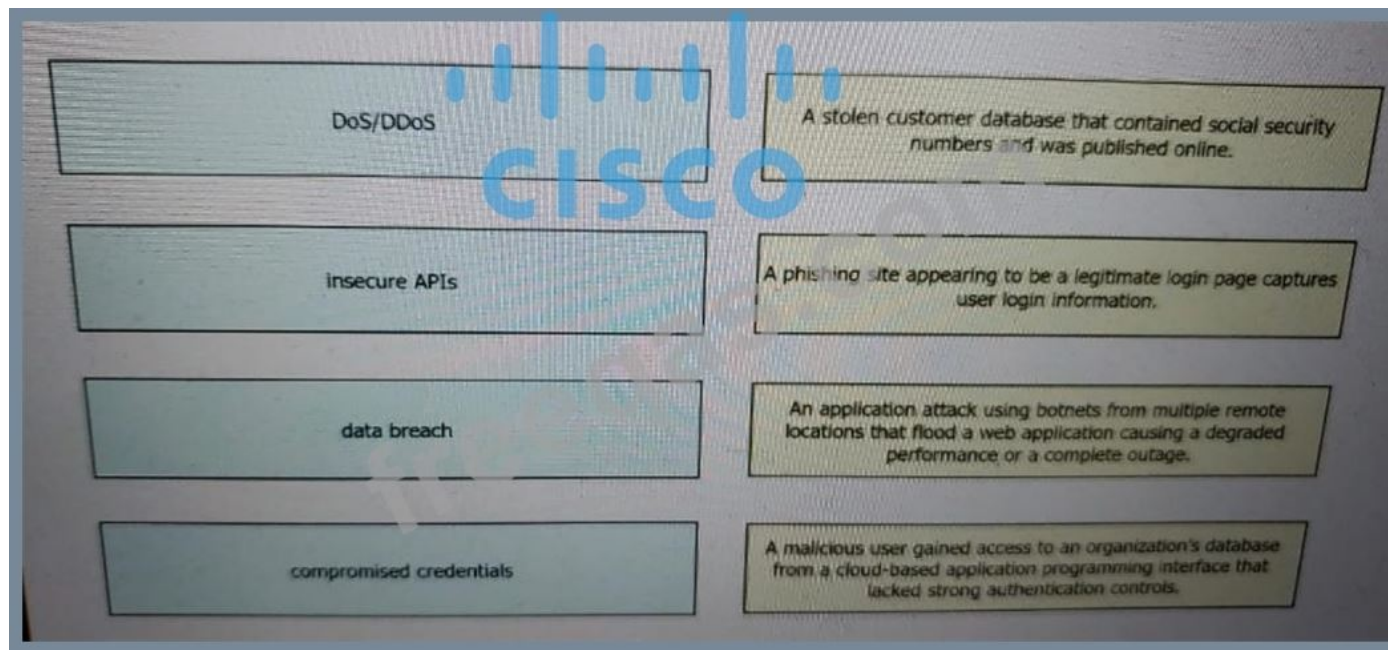 CISCO
DoS/DDoS
A stolen customer database that contained social security
numbers and was published online.
insecure APIs
A phishing site appearing to be a legitimate login page captures
user login information.
data breach
An application attack using botnets from multiple remote
locations that flood a web application causing a degraded
performance or a complete outage.
compromised credentials
A malicious user gained access to an organization's database
from a cloud-based application programming interface that
lacked strong authentication controls.